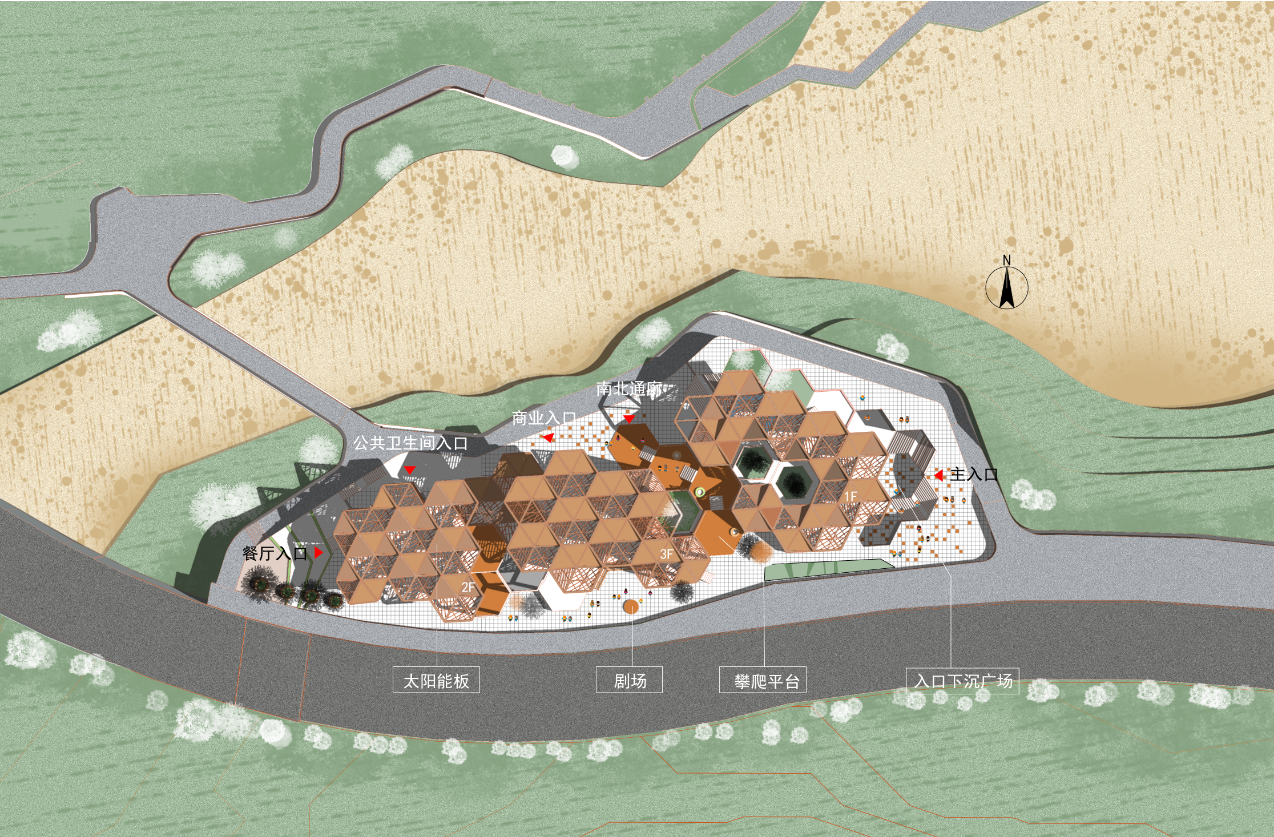 N
南北通廊
商业入口
公共卫生间入口
主入口
1F
餐厅入口
3F
2F
太阳能板
剧场
攀爬平台
入口下沉广场